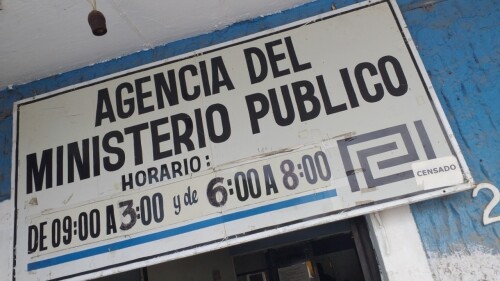 AGENCIA DEL
MINISTERIO PUBLICO
HORARIO:
DE 09:00 A 3:00 y de 6:00 A 8:00
CENSADO
2